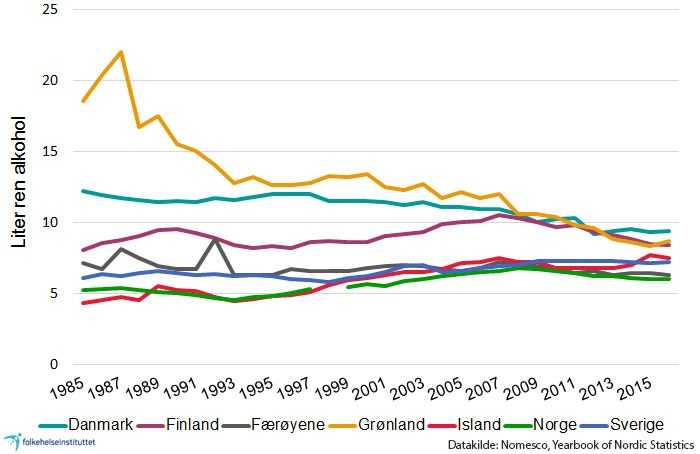 Liter ren alkohol
25
20
15
10
5
0
1985 1987 1989 1991 1993 1995 1997 1999 2001 2003 2005 2007 2009 2011 2013 2015
Danmark Finland Færøyene Grønland Island Norge Sverige
folkehelseinstituttet
Datakilde: Nomesco, Yearbook of Nordic Statistics